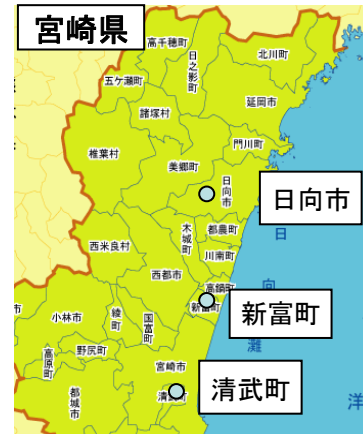 宮崎県
高千穂町
日之影町
北川町
五ケ瀬町
延岡市
諸塚村
門川町
椎葉村
美郷町
日向市
日向市
木城町
都農町
西米良村
川南町
日向灘
西都市
高鍋町
新富町
新富町
小林市
綾町
国富町
野尻町
高原町
宮崎市
清武町
都城市
洋
市